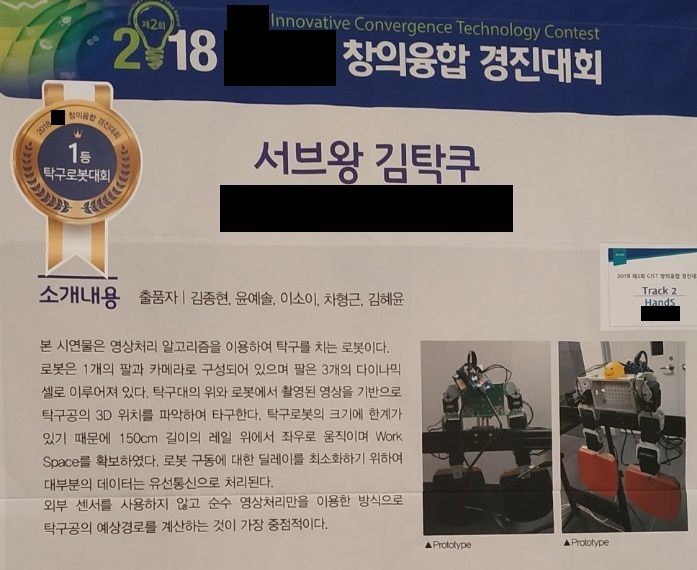 Innovative Convergence Technology Contest
제2회
2018 창의융합 경진대회
2018 창의융합 경진대회
1등
탁구로봇대회
서브왕 김탁쿠
2018 제2회 GIST 창의융합 경진대
Track 2
HandS
소개내용 출품자 | 김종현, 윤예솔, 이소이, 차형근, 김혜윤
본 시연물은 영상처리 알고리즘을 이용하여 탁구를 치는 로봇이다.
로봇은 1개의 팔과 카메라로 구성되어 있으며 팔은 3개의 다이나믹
셀로 이루어져 있다. 탁구대의 위와 로봇에서 촬영된 영상을 기반으로
탁구공의 3D 위치를 파악하여 타구한다. 탁구로봇의 크기에 한계가
있기 때문에 150cm 길이의 레일 위에서 좌우로 움직이며 Work
Space를 확보하였다. 로봇 구동에 대한 딜레이를 최소화하기 위하여
대부분의 데이터는 유선통신으로 처리된다.
외부 센서를 사용하지 않고 순수 영상처리만을 이용한 방식으로
탁구공의 예상경로를 계산하는 것이 가장 중점적이다.
▲Prototype
▲Prototype